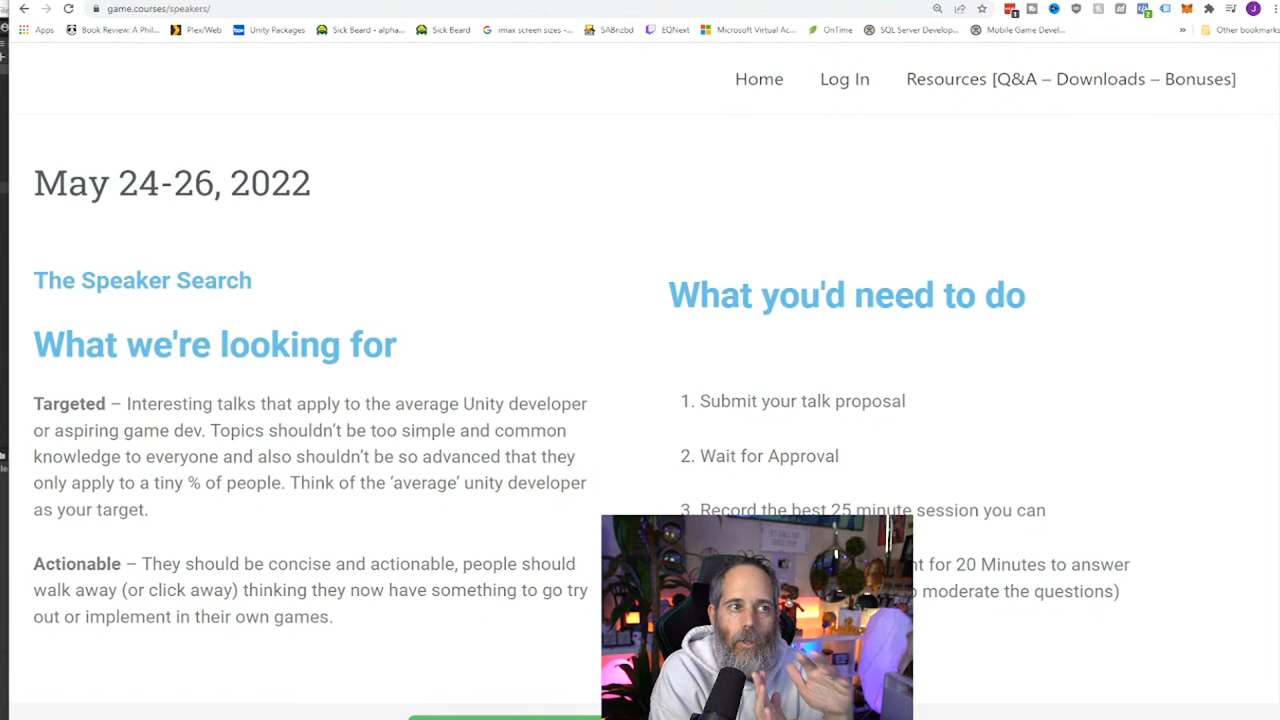 game.courses/speakers/
Apps
Book Review: A Phil...
Plex/Web
Unity Packages
Sick Beard - alpha...
Sick Beard
imax screen sizes -...
SABnzbd
EQNext
Microsoft Virtual Ac...
OnTime
SQL Server Develop...
Mobile Game Devel...
»
Other bookmarks
Home
Log In
Resources [Q&A – Downloads – Bonuses]
May 24-26, 2022
The Speaker Search
What we're looking for
Targeted – Interesting talks that apply to the average Unity developer
or aspiring game dev. Topics shouldn't be too simple and common
knowledge to everyone and also shouldn't be so advanced that they
only apply to a tiny % of people. Think of the 'average' unity developer
as your target.
Actionable – They should be concise and actionable, people should
walk away (or click away) thinking they now have something to go try
out or implement in their own games.
What you'd need to do
1. Submit your talk proposal
2. Wait for Approval
3. Record the best 25 minute session you can
for 20 Minutes to answer
moderate the questions)